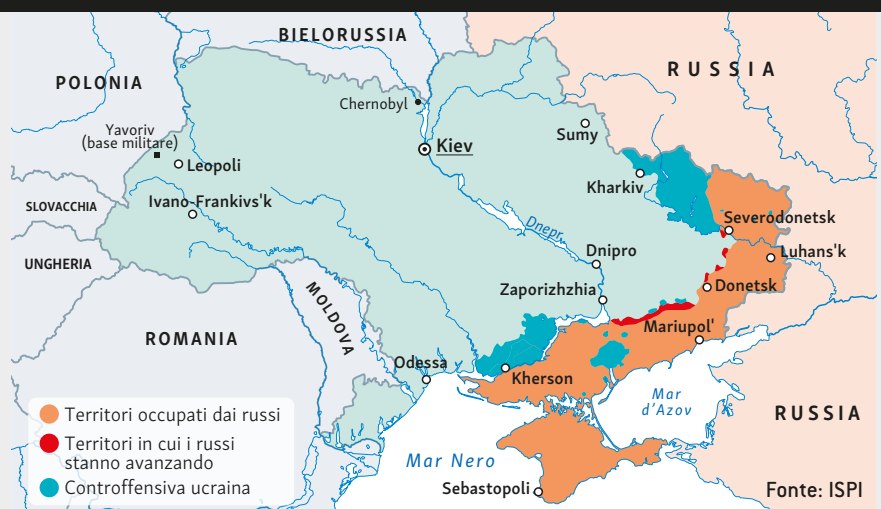 BIELORUSSIA
RUSSIA
POLONIA
Chernobyl
Yavoriv
(base militare)
Sumy
Kiev
Leopoli
Kharkiv
SLOVACCHIA
Ivano-Frankivs'k
Severodonetsk
Dnepr
Dnipro
Luhans'k
UNGHERIA
Zaporizhzhia
Donetsk
MOLDOVA
Mariupol'
ROMANIA
Odessa
Kherson
Mar
d'Azov
RUSSIA
Territori occupati dai russi
Territori in cui i russi
stanno avanzando
Controffensiva ucraina
Mar Nero
Sebastopoli
Fonte: ISPI